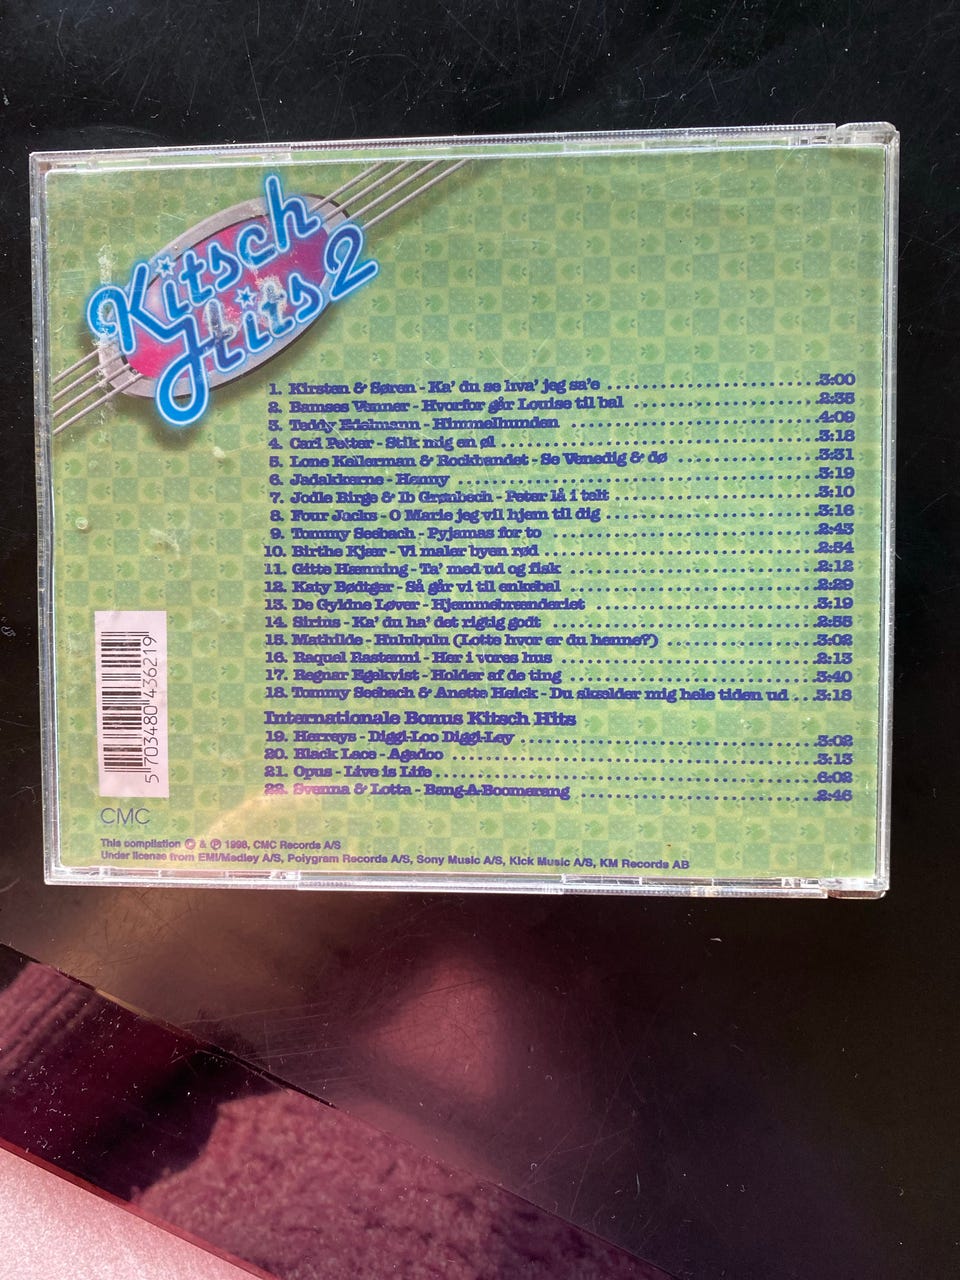 Kitsch
Hits 2
1. Kirsten & Søren - Ka' du se hva' jeg sa'e ........ 3:00
2. Bamses Venner - Hvorfor går Louise til bal ........ 2:35
3. Teddy Edelmann - Himmelhunden ........ 4:09
4. Carl Petter - Stik mig en øl ........ 3:18
5. Lone Kellerman & Rockbandet - Se Venedig & dø ........ 3:31
6. Jadakkerne - Henny ........ 3:19
7. Jodle Birge & Ib Grønbech - Peter lå i telt ........ 3:10
8. Four Jacks - O Marie jeg vil hjem til dig ........ 3:16
9. Tommy Seebach - Pyjamas for to ........ 2:43
10. Birthe Kjær - Vi maler byen rød ........ 2:54
11. Gitte Hænning - Ta' med ud og fisk ........ 2:12
12. Katy Bødtger - Så går vi til enkebal ........ 2:29
13. De Gyldne Løver - Hjemmebrænderiet ........ 3:19
14. Sirius - Ka' du ha' det rigtig godt ........ 2:55
15. Mathilde - Hulubulu (Lotte hvor er du henne?) ........ 3:02
16. Raquel Rastenni - Her i vores hus ........ 2:13
17. Ragnar Egekvist - Holder af de ting ........ 3:40
18. Tommy Seebach & Anette Heick - Du skælder mig hele tiden ud ... 3:18
Internationale Bonus Kitsch Hits
19. Herreys - Diggi-Loo Diggi-Ley ........ 3:02
20. Black Lace - Agadoo ........ 3:13
21. Opus - Live is Life ........ 6:02
22. Svenna & Lotta - Bang-A-Boomerang ........ 2:46
5 703480 436219
CMC
This compilation © & ℗ 1998, CMC Records A/S
Under license from EMI/Medley A/S, Polygram Records A/S, Sony Music A/S, Kick Music A/S, KM Records AB